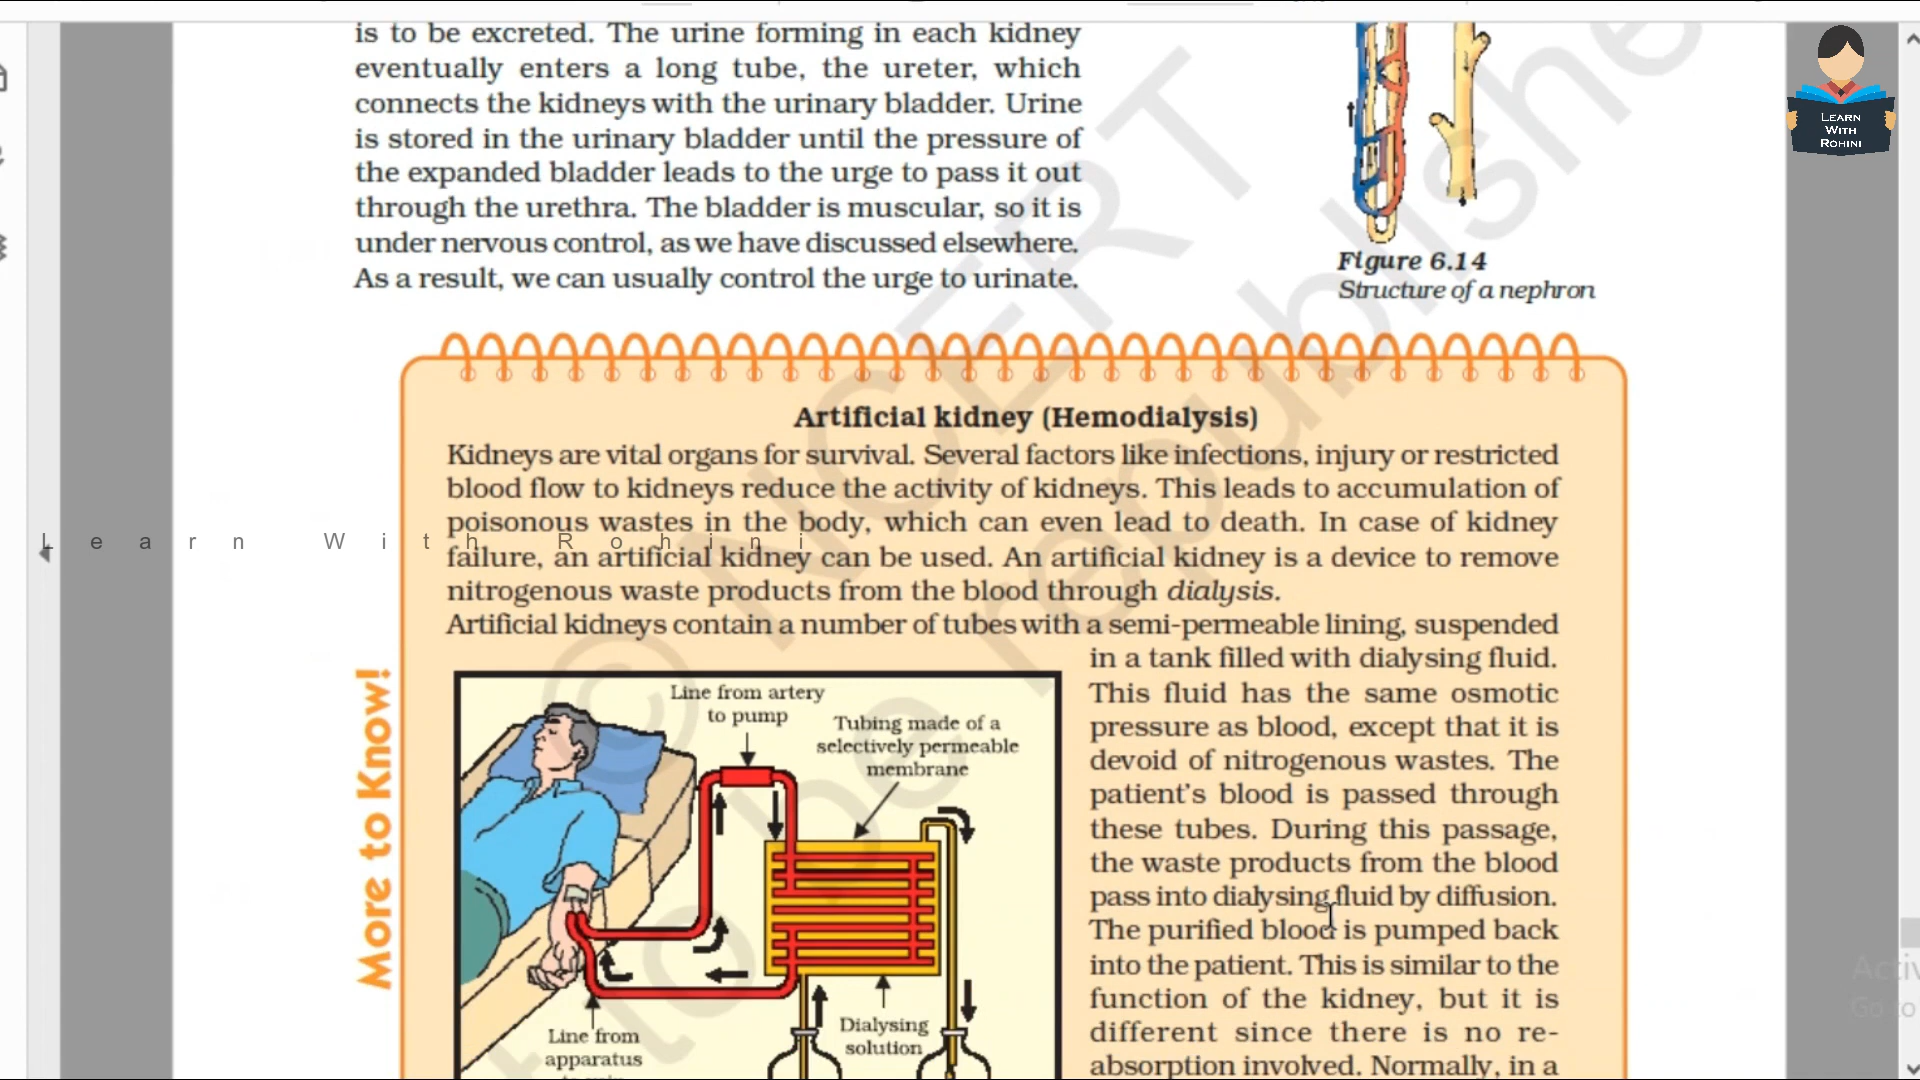 is to be excreted. The urine forming in each kidney
eventually enters a long tube, the ureter, which
connects the kidneys with the urinary bladder. Urine
is stored in the urinary bladder until the pressure of
the expanded bladder leads to the urge to pass it out
through the urethra. The bladder is muscular, so it is
under nervous control, as we have discussed elsewhere.
As a result, we can usually control the urge to urinate.
Figure 6.14
Structure of a nephron
LEARN
WITH
ROHINI
© NCERT
to be republished
Artificial kidney (Hemodialysis)
Kidneys are vital organs for survival. Several factors like infections, injury or restricted
blood flow to kidneys reduce the activity of kidneys. This leads to accumulation of
poisonous wastes in the body, which can even lead to death. In case of kidney
Learn With Rohini
failure, an artificial kidney can be used. An artificial kidney is a device to remove
nitrogenous waste products from the blood through dialysis.
Artificial kidneys contain a number of tubes with a semi-permeable lining, suspended
in a tank filled with dialysing fluid.
This fluid has the same osmotic
pressure as blood, except that it is
devoid of nitrogenous wastes. The
patient's blood is passed through
these tubes. During this passage,
the waste products from the blood
pass into dialysing fluid by diffusion.
The purified blood is pumped back
into the patient. This is similar to the
function of the kidney, but it is
different since there is no re-
absorption involved. Normally, in a
More to Know!
Line from artery
to pump
Tubing made of a
selectively permeable
membrane
Line from
apparatus
Dialysing
solution
Go to